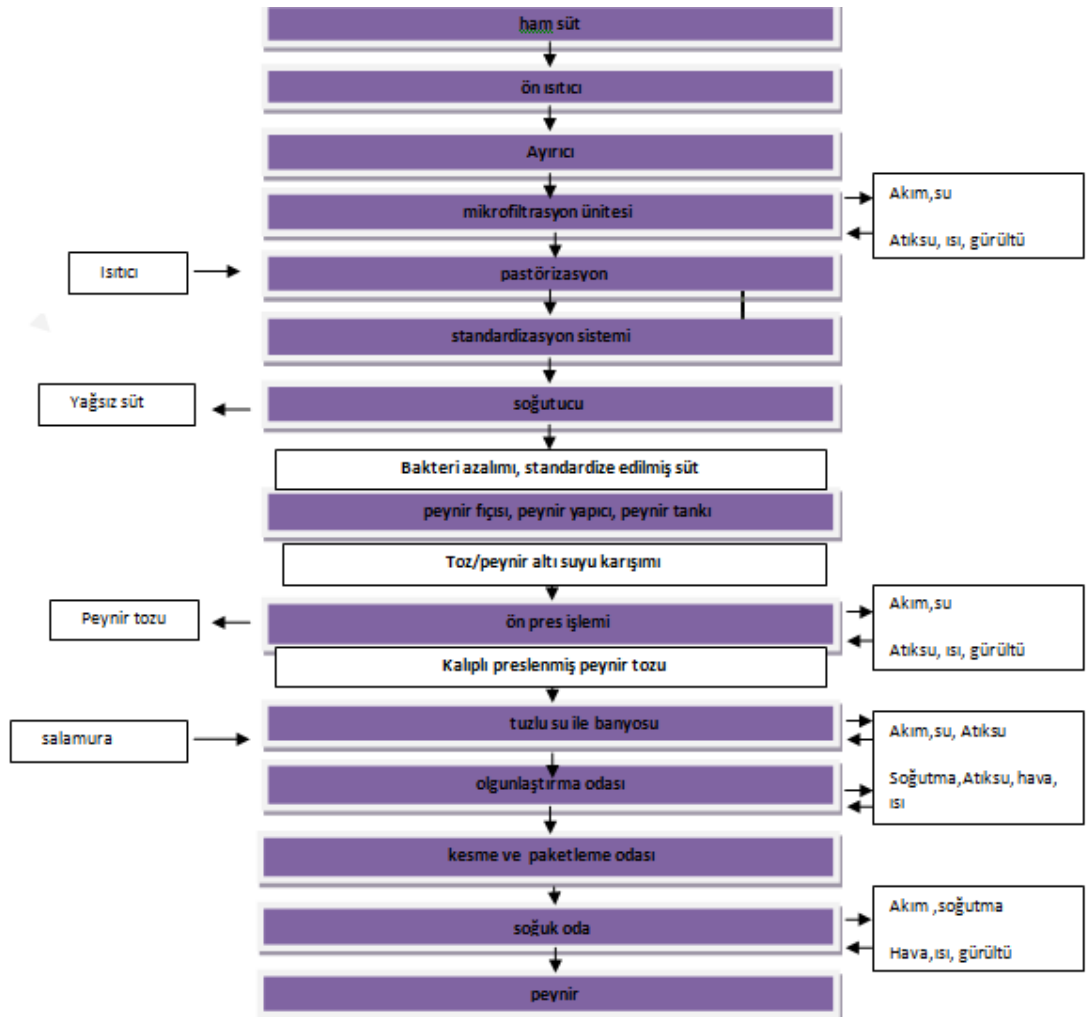 ham süt
ön ısıtıcı
Ayırıcı
mikrofiltrasyon ünitesi
Akım,su
Atıksu, ısı, gürültü
Isıtıcı
pastörizasyon
standardizasyon sistemi
Yağsız süt
soğutucu
Bakteri azalımı, standardize edilmiş süt
peynir fıçısı, peynir yapıcı, peynir tankı
Toz/peynir altı suyu karışımı
Peynir tozu
ön pres işlemi
Akım,su
Atıksu, ısı, gürültü
Kalıplı preslenmiş peynir tozu
salamura
tuzlu su ile banyosu
Akım,su, Atıksu
olgunlaştırma odası
Soğutma,Atıksu, hava,
ısı
kesme ve paketleme odası
soğuk oda
Akım ,soğutma
Hava,ısı, gürültü
peynir